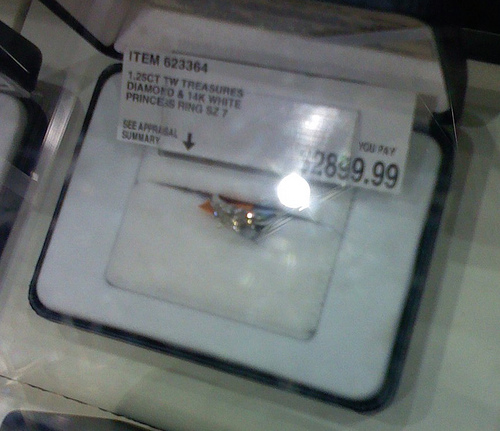 ITEM 623364
1.25CT TW TREASURES
DIAMOED & 14K WHITE
PRINCESS RING SZ 7
SEE APPRAISAL
SUMMARY
YOU PAY
2899.99